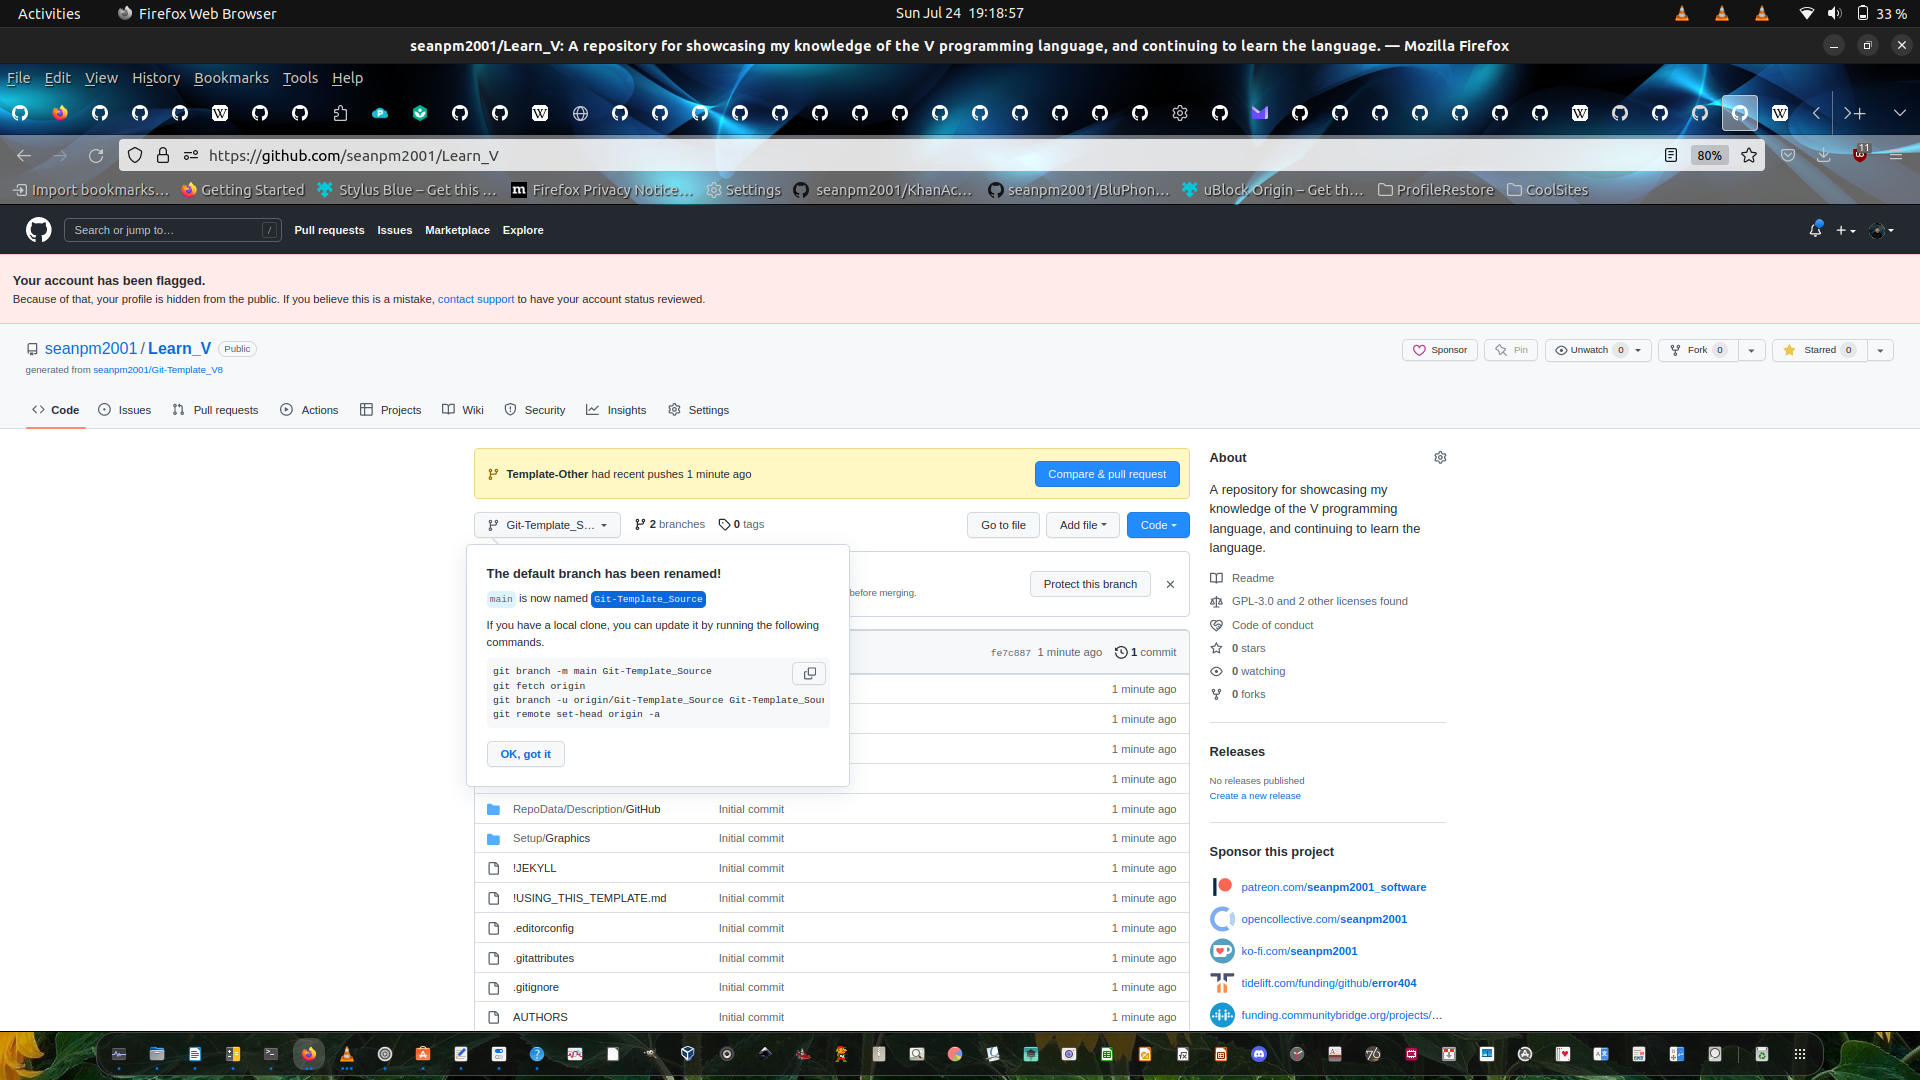 Activities
Firefox Web Browser
Sun Jul 24 19:18:57
33 %
seanpm2001/Learn_V: A repository for showcasing my knowledge of the V programming language, and continuing to learn the language. — Mozilla Firefox
File Edit View History Bookmarks Tools Help
https://github.com/seanpm2001/Learn_V
80%
11
Import bookmarks…
Getting Started
Stylus Blue – Get this …
Firefox Privacy Notice…
Settings
seanpm2001/KhanAc…
seanpm2001/BluPhon…
uBlock Origin – Get th…
ProfileRestore
CoolSites
Search or jump to…
/
Pull requests Issues Marketplace Explore
Your account has been flagged.
Because of that, your profile is hidden from the public. If you believe this is a mistake, contact support to have your account status reviewed.
seanpm2001 / Learn_V Public
generated from seanpm2001/Git-Template_V8
Sponsor
Pin
Unwatch 0
Fork 0
Starred 0
Code
Issues
Pull requests
Actions
Projects
Wiki
Security
Insights
Settings
Template-Other had recent pushes 1 minute ago
Compare & pull request
Git-Template_S…
2 branches
0 tags
Go to file
Add file
Code
The default branch has been renamed!
main is now named Git-Template_Source
If you have a local clone, you can update it by running the following
commands.
git branch -m main Git-Template_Source
git fetch origin
git branch -u origin/Git-Template_Source Git-Template_Sour
git remote set-head origin -a
OK, got it
before merging.
Protect this branch
fe7c887 1 minute ago
1 commit
1 minute ago
1 minute ago
1 minute ago
1 minute ago
RepoData/Description/GitHub Initial commit 1 minute ago
Setup/Graphics Initial commit 1 minute ago
!JEKYLL Initial commit 1 minute ago
!USING_THIS_TEMPLATE.md Initial commit 1 minute ago
.editorconfig Initial commit 1 minute ago
.gitattributes Initial commit 1 minute ago
.gitignore Initial commit 1 minute ago
AUTHORS Initial commit 1 minute ago
About
A repository for showcasing my
knowledge of the V programming
language, and continuing to learn the
language.
Readme
GPL-3.0 and 2 other licenses found
Code of conduct
0 stars
0 watching
0 forks
Releases
No releases published
Create a new release
Sponsor this project
patreon.com/seanpm2001_software
opencollective.com/seanpm2001
ko-fi.com/seanpm2001
tidelift.com/funding/github/error404
funding.communitybridge.org/projects/…